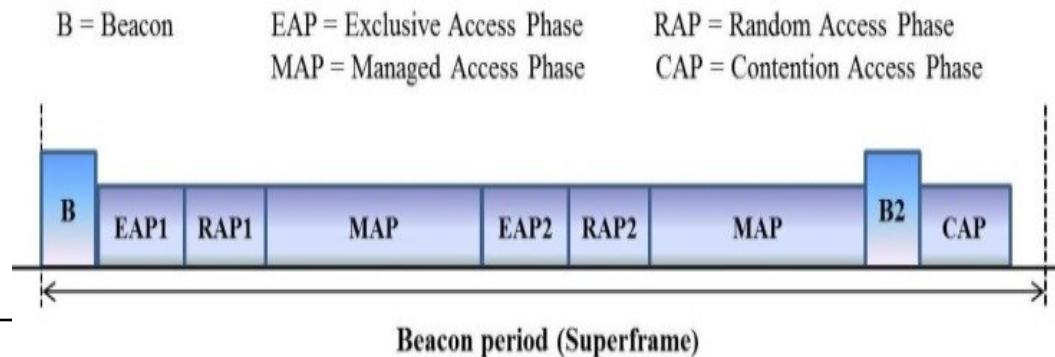 B = Beacon EAP = Exclusive Access Phase RAP = Random Access Phase
MAP = Managed Access Phase CAP = Contention Access Phase
B EAP1 RAP1 MAP EAP2 RAP2 MAP B2 CAP
Beacon period (Superframe)